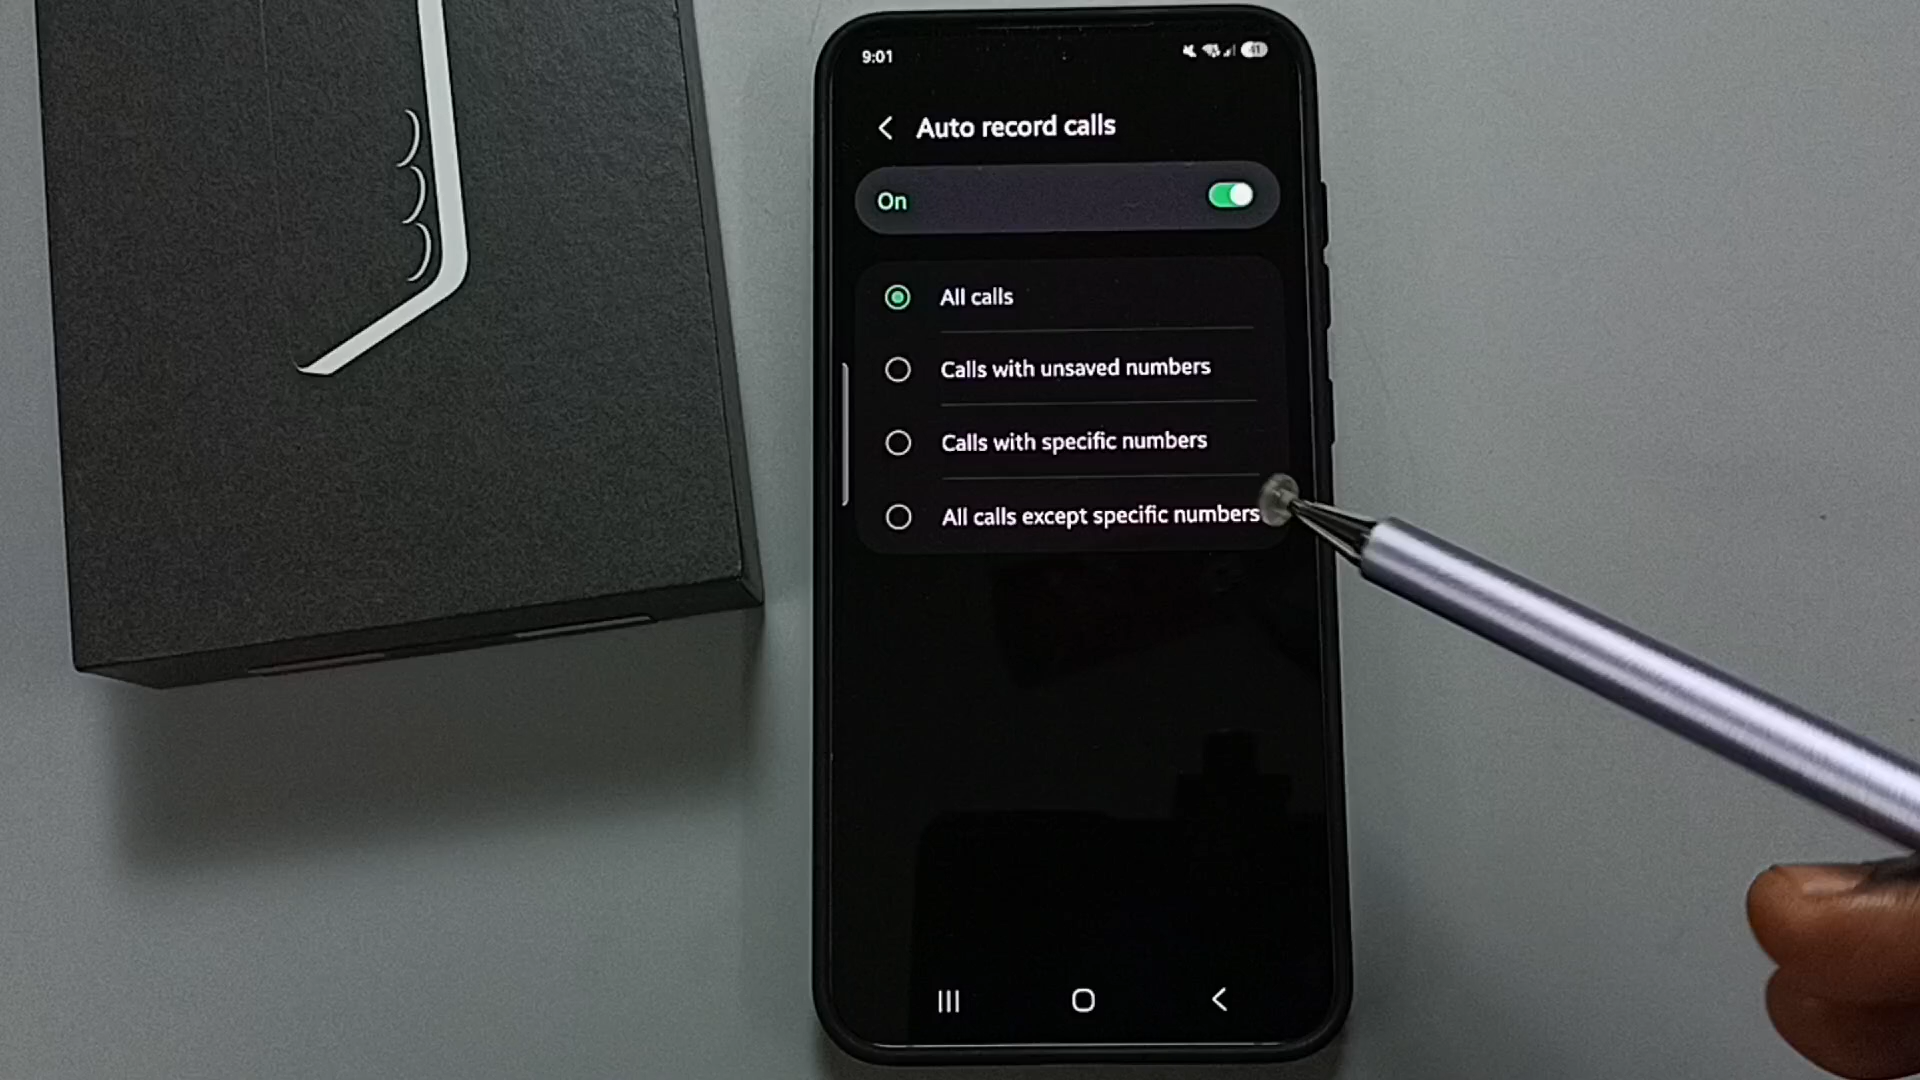 9:01
41
Auto record calls
On
All calls
Calls with unsaved numbers
Calls with specific numbers
All calls except specific numbers